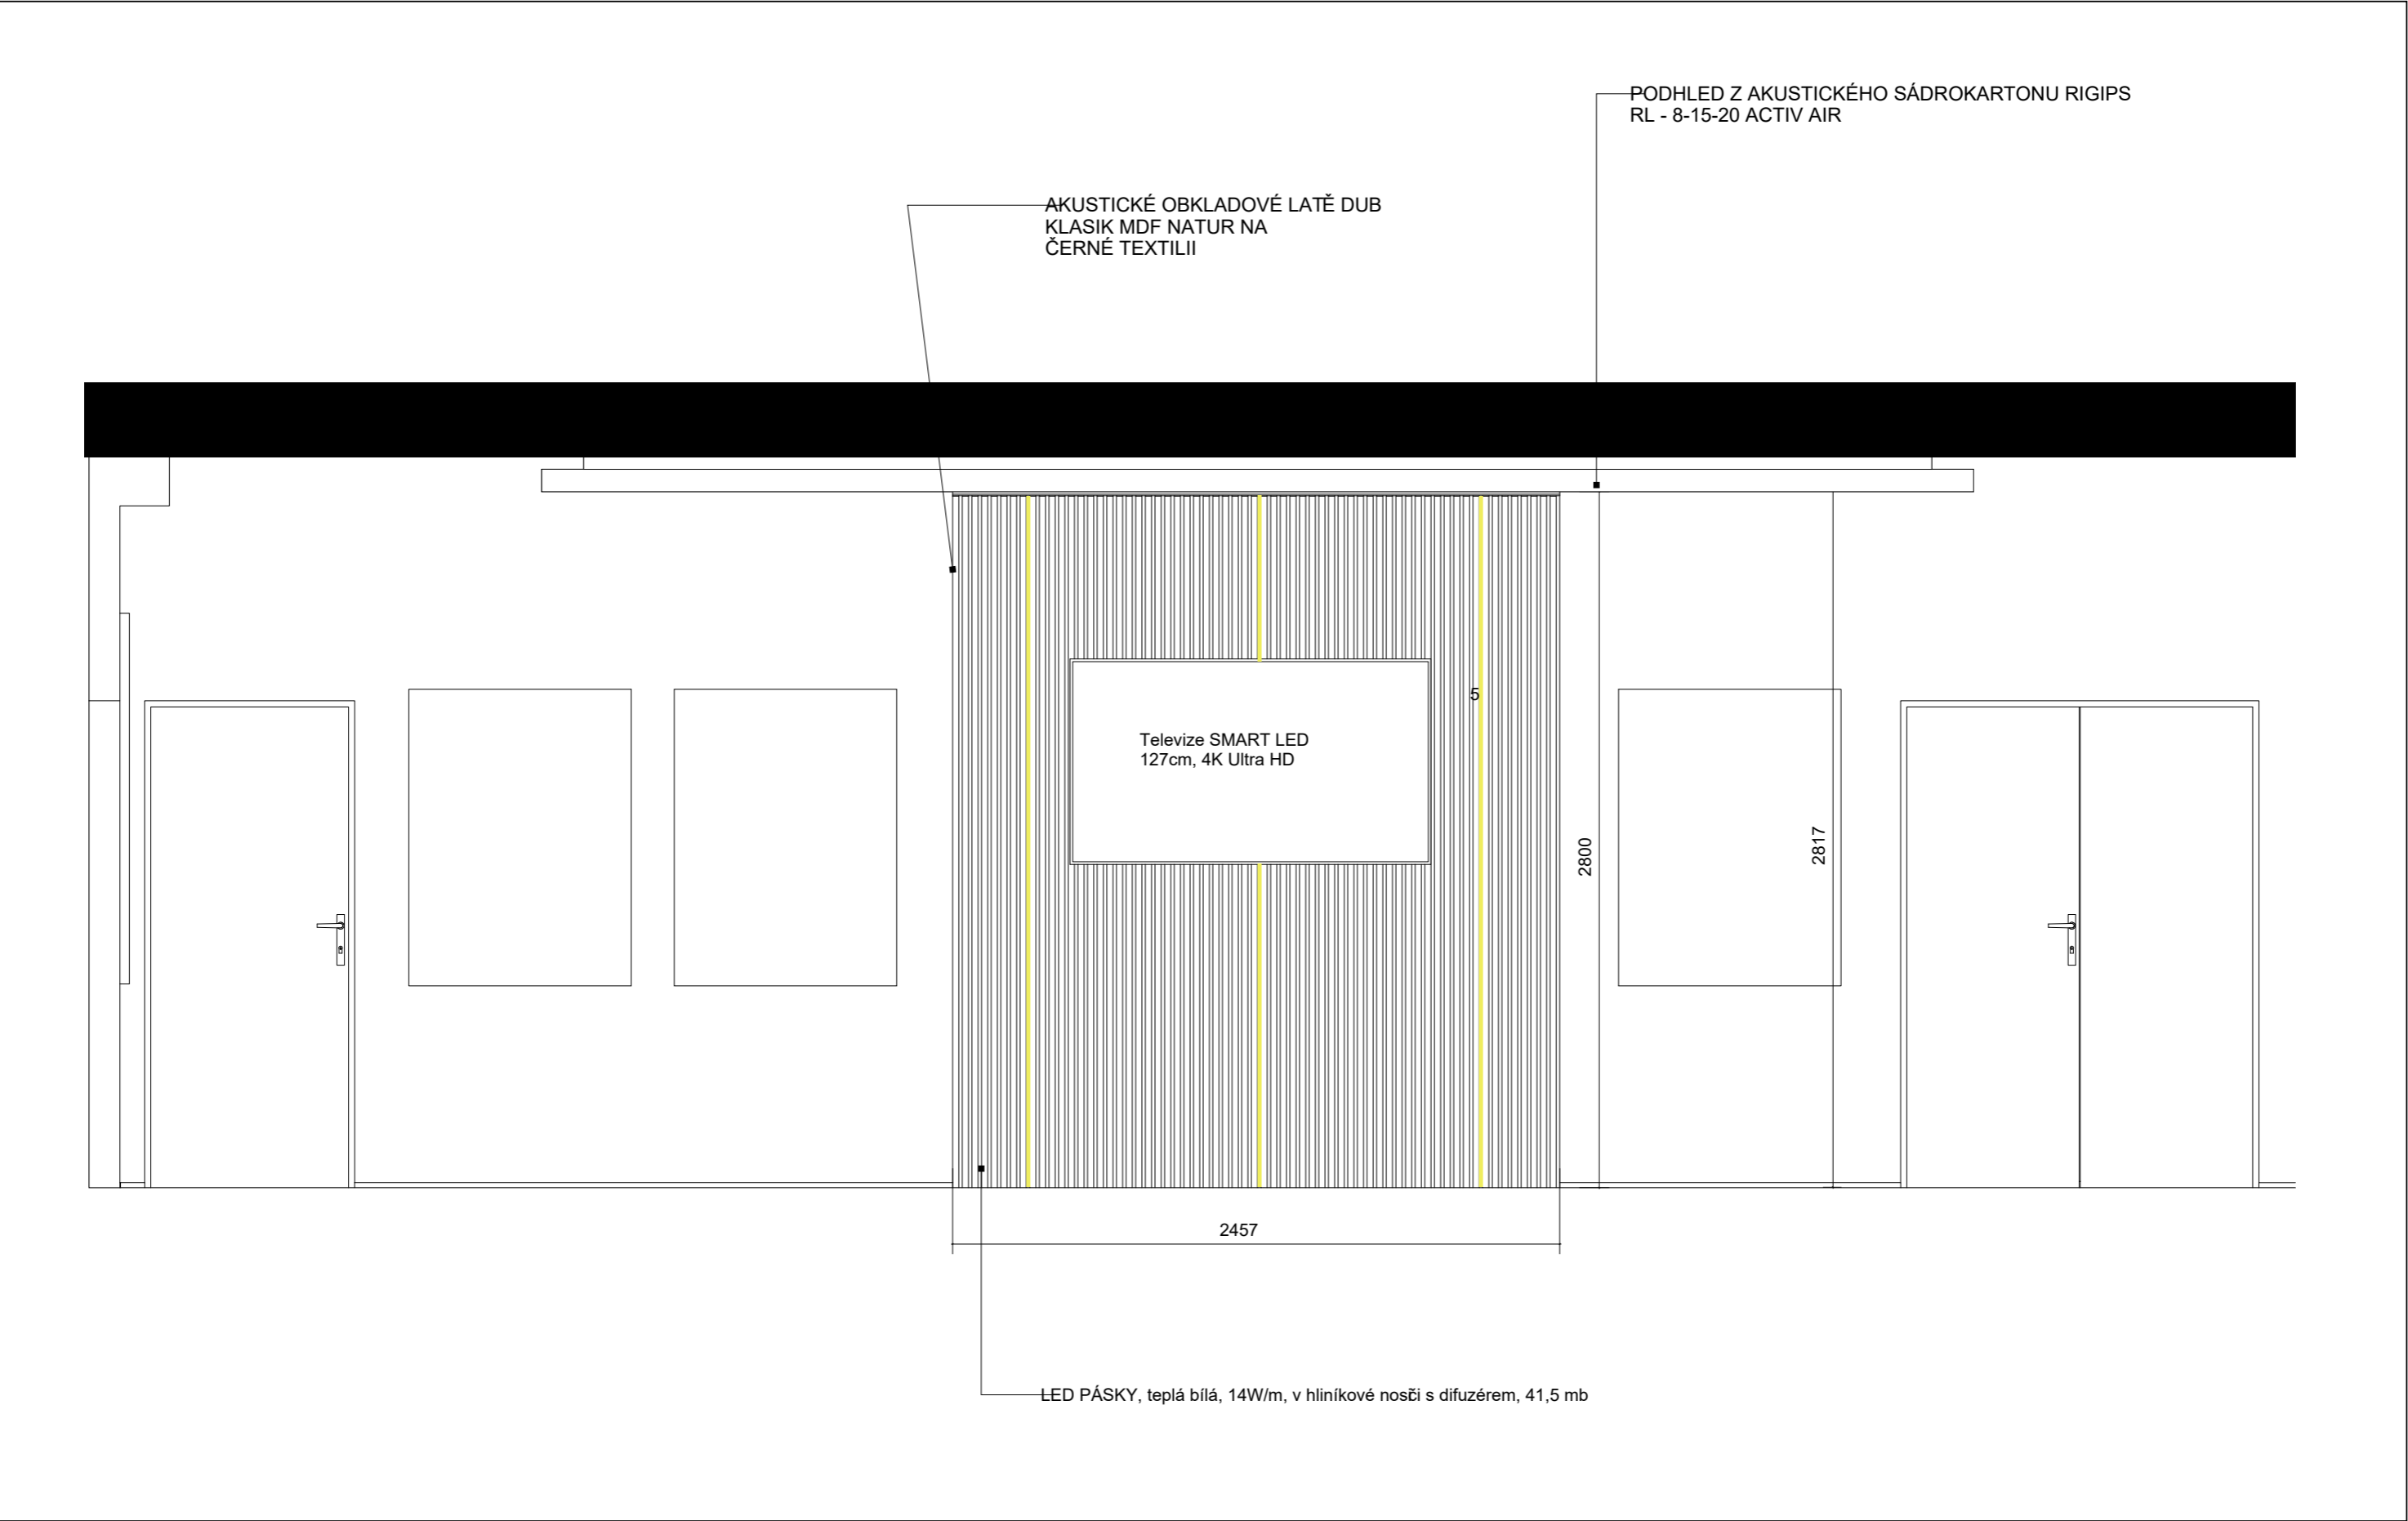 PODHLED Z AKUSTICKÉHO SÁDROKARTONU RIGIPS
RL - 8-15-20 ACTIV AIR
AKUSTICKÉ OBKLADOVÉ LATĚ DUB
KLASIK MDF NATUR NA
ČERNÉ TEXTILII
5
Televize SMART LED
127cm, 4K Ultra HD
2800
2817
2457
LED PÁSKY, teplá bílá, 14W/m, v hliníkové nosči s difuzérem, 41,5 mb